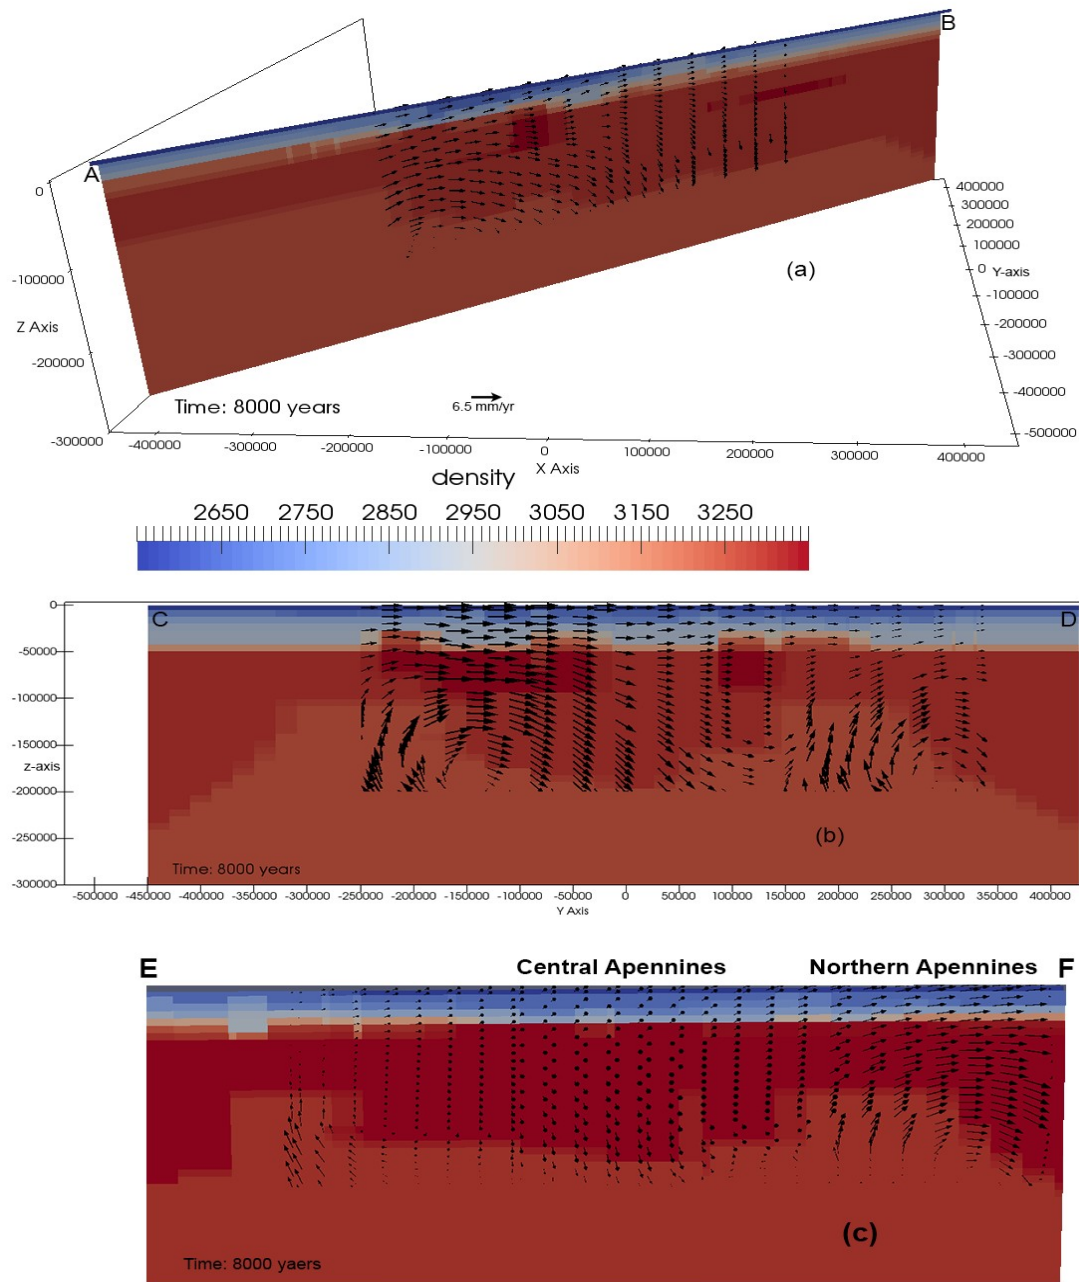 B
A
0
-100000
Z Axis
-200000
-300000
400000
300000
200000
100000
0 Y-axis
-100000
-200000
-300000
-400000
-500000
(a)
Time: 8000 years
6.5 mm/yr
-400000 -300000 -200000 -100000 0 100000 200000 300000 400000
X Axis
density
2650 2750 2850 2950 3050 3150 3250
0
C D
-50000
-100000
-150000
z-axis
-200000
-250000
-300000
(b)
Time: 8000 years
-500000 -450000 -400000 -350000 -300000 -250000 -200000 -150000 -100000 -50000 0 50000 100000 150000 200000 250000 300000 350000 400000
Y Axis
E Central Apennines Northern Apennines F
(c)
Time: 8000 yaers